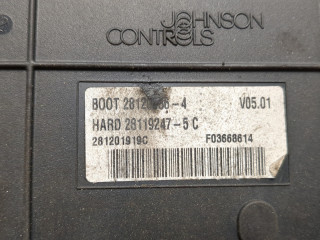 JOHNSON
CONTROLS
BOOT V05.01
HARD 28119247-5 C
281201919C F03668614